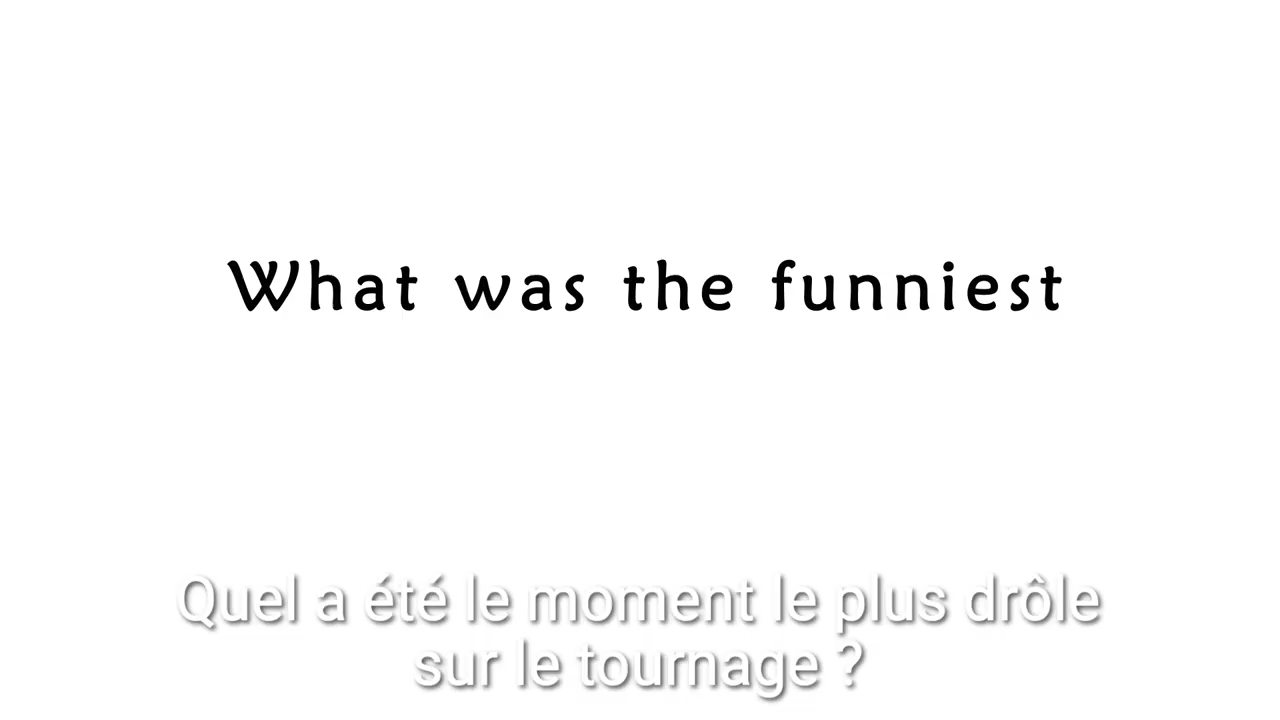 What was the funniest
Quel a été le moment le plus drôle
sur le tournage ?